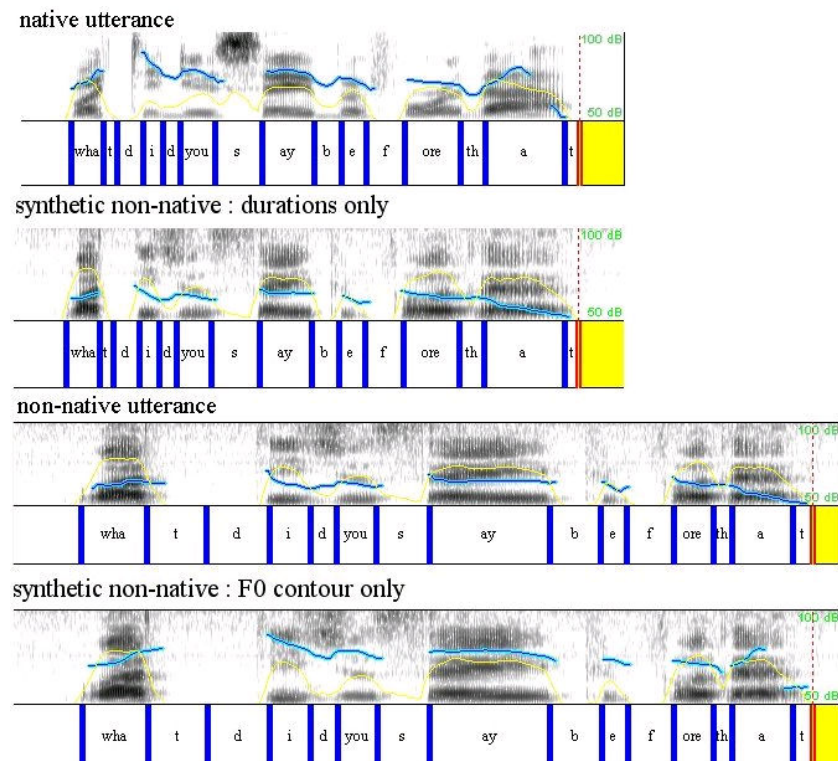 native utterance
100 dB
50 dB
wha t d i d you s ay b e f ore th a t
synthetic non-native : durations only
100 dB
50 dB
wha t d i d you s ay b e f ore th a t
non-native utterance
100 dB
50 dB
wha t d i d you s ay b e f ore th a t
synthetic non-native : F0 contour only
100 dB
50 dB
wha t d i d you s ay b e f ore th a t